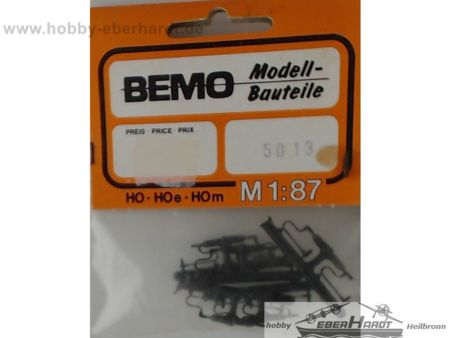 www.hobby-eberhardt.de
BEMO Modell-
Bauteile
PREIS-PRICE-PRIX
5013
HO·HOe·HOm M 1:87
hobby EBERHARDT Heilbronn